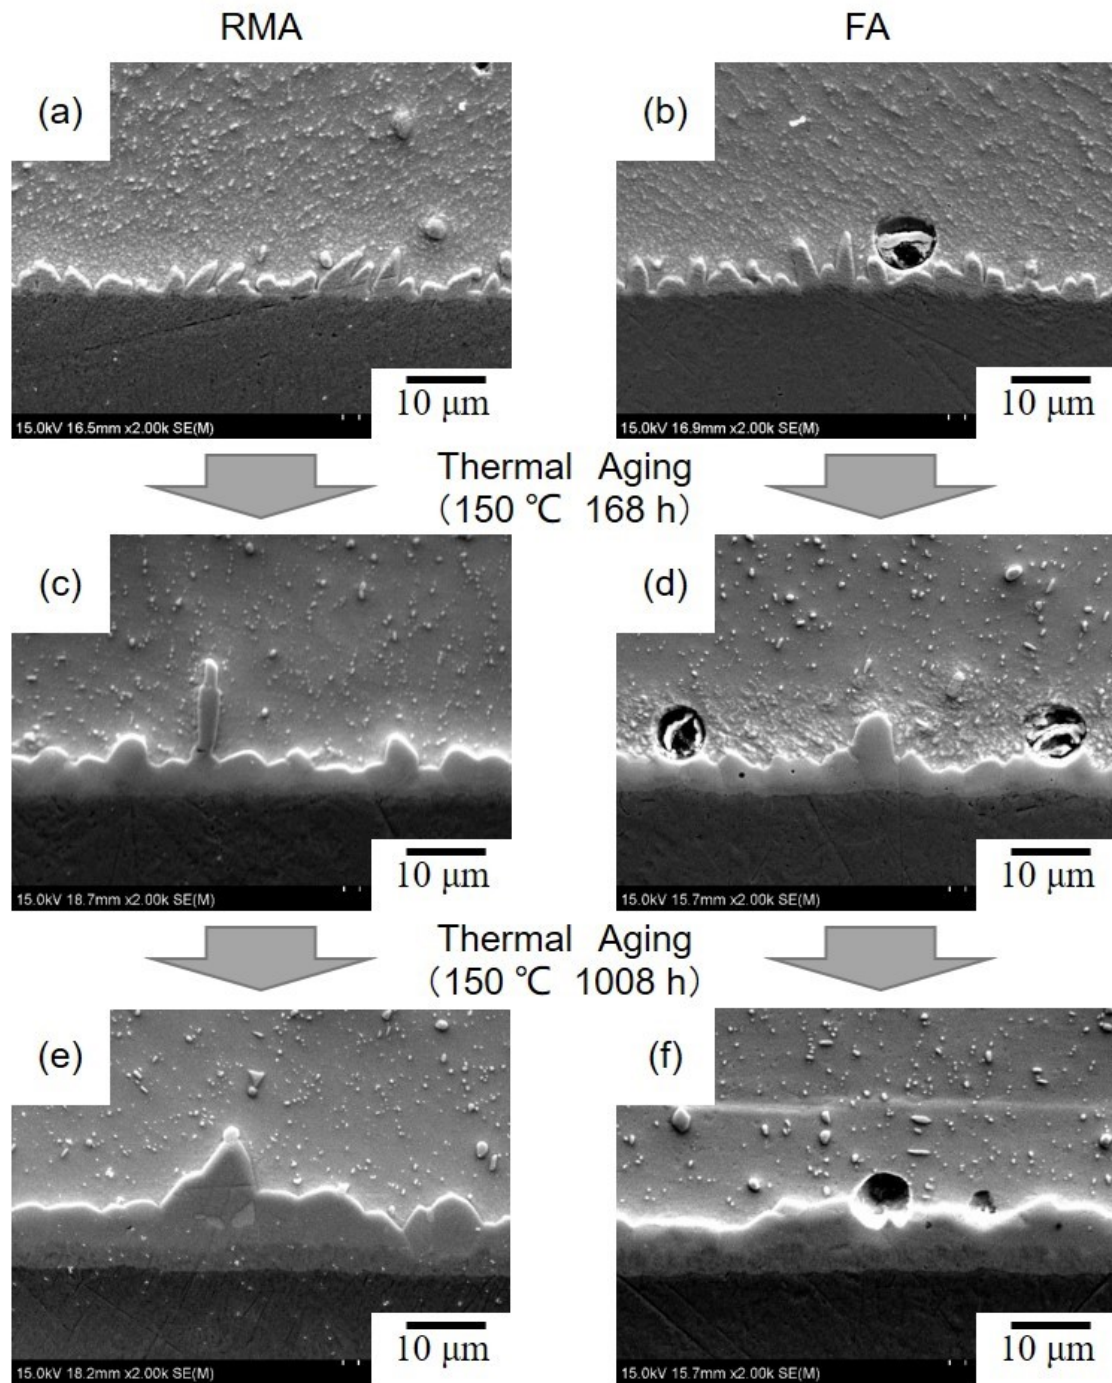 RMA FA
(a) (b)
10 μm 10 μm
15.0kV 16.5mm x2.00k SE(M) 15.0kV 16.9mm x2.00k SE(M)
Thermal Aging
(150 ℃ 168 h)
(c) (d)
10 μm 10 μm
15.0kV 18.7mm x2.00k SE(M) 15.0kV 15.7mm x2.00k SE(M)
Thermal Aging
(150 ℃ 1008 h)
(e) (f)
10 μm 10 μm
15.0kV 18.2mm x2.00k SE(M) 15.0kV 15.7mm x2.00k SE(M)